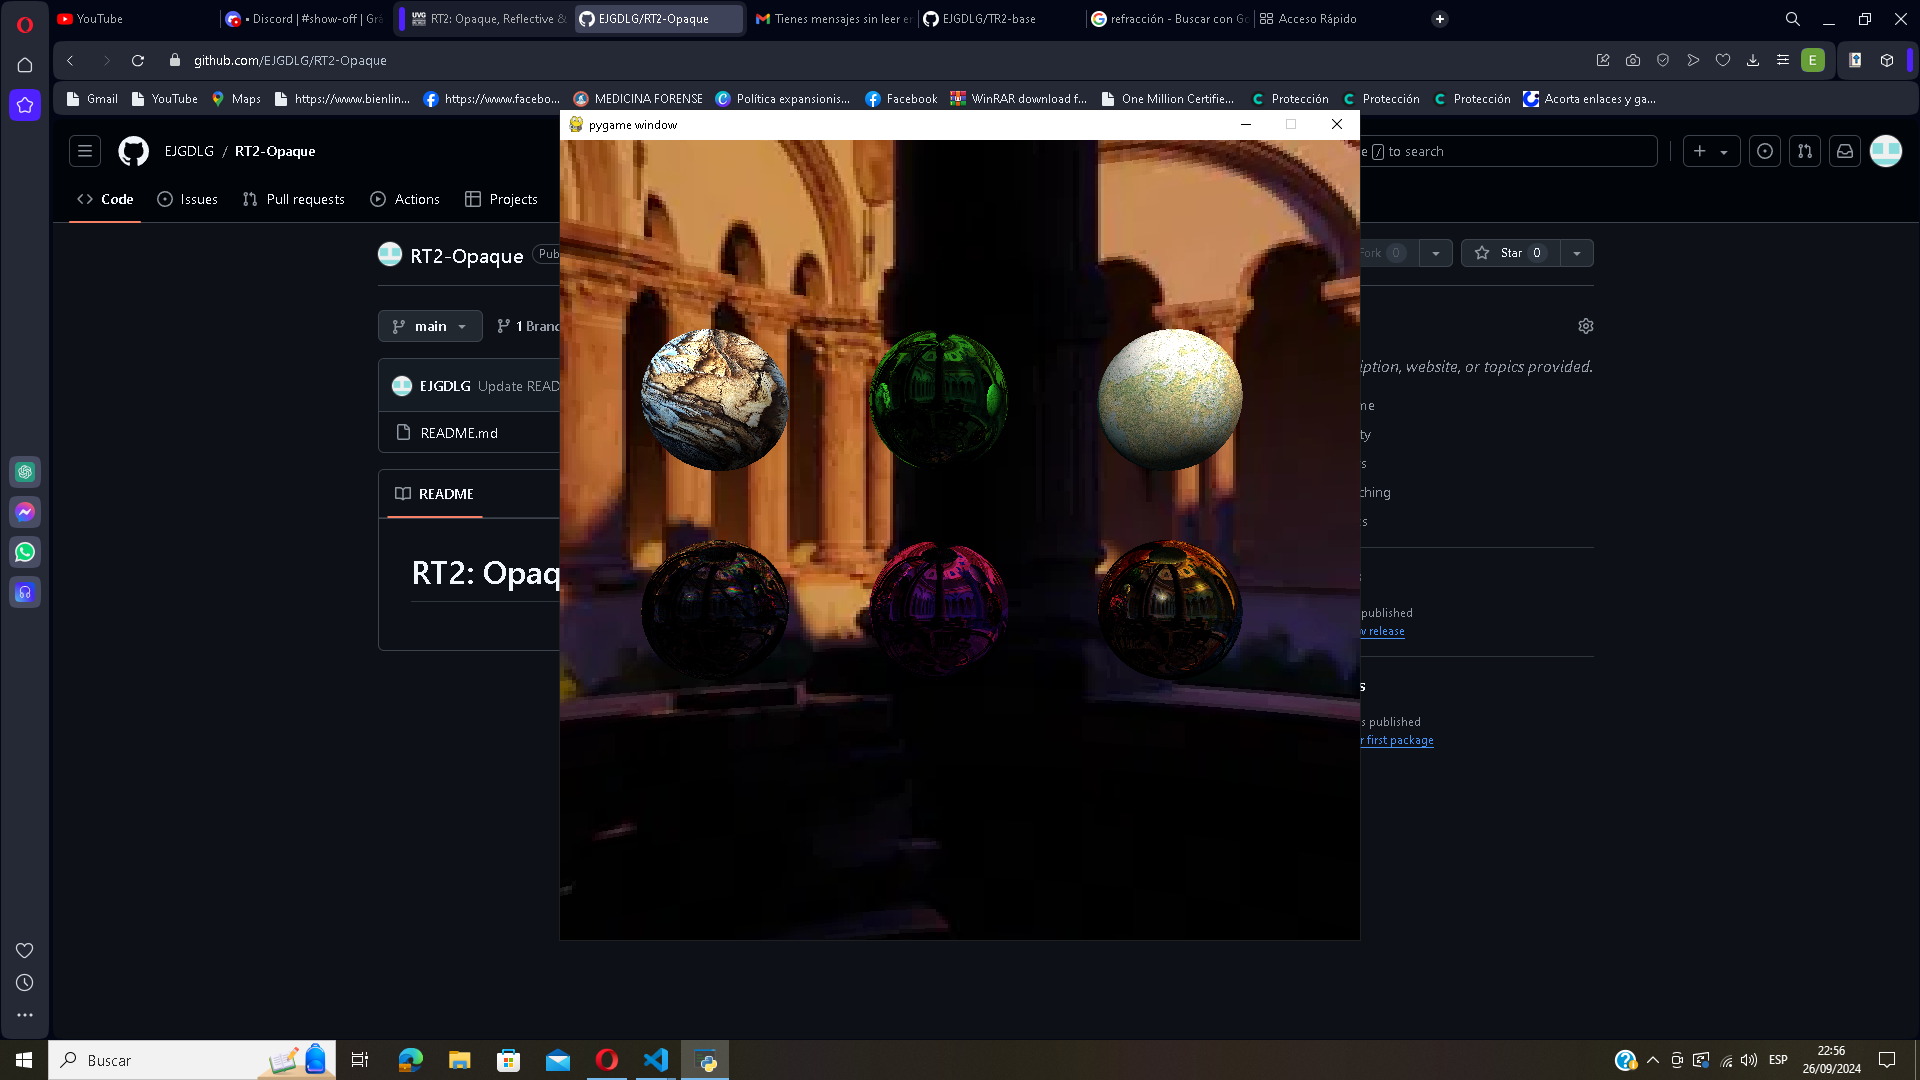 YouTube
• Discord | #show-off | Grá
RT2: Opaque, Reflective &
EJGDLG/RT2-Opaque
Tienes mensajes sin leer er
EJGDLG/TR2-base
refracción - Buscar con Go
Acceso Rápido
github.com/EJGDLG/RT2-Opaque
E
Gmail
YouTube
Maps
https://www.bienlin...
https://www.facebo...
MEDICINA FORENSE
Política expansionis...
Facebook
WinRAR download f...
One Million Certifie...
Protección
Protección
Protección
Acorta enlaces y ga...
pygame window
EJGDLG / RT2-Opaque
e / to search
Code
Issues
Pull requests
Actions
Projects
RT2-Opaque
Pub
Fork 0
Star 0
main
1 Branc
EJGDLG Update READ
iption, website, or topics provided.
me
README.md
ty
s
README
ching
ts
RT2: Opaq
s
published
w release
s
s published
r first package
Buscar
ESP
22:56
26/09/2024